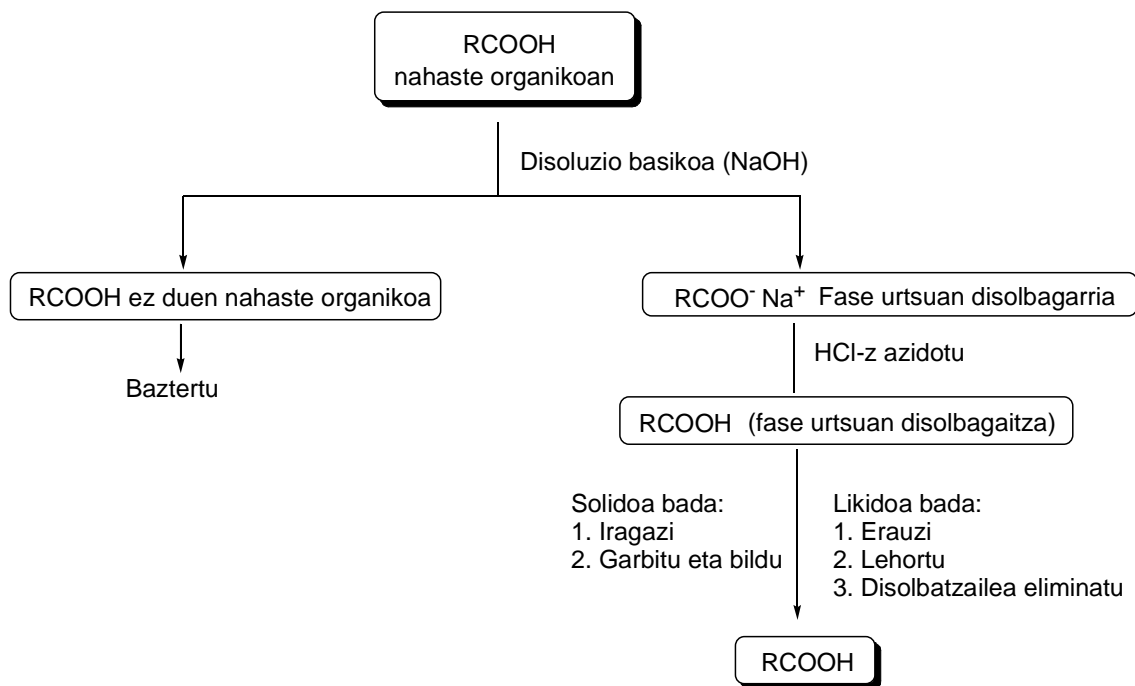 RCOOH
nahaste organikoan
Disoluzio basikoa (NaOH)
RCOOH ez duen nahaste organikoa
RCOO⁻ Na⁺ Fase urtsuan disolbagarria
Baztertu
HCl-z azidotu
RCOOH (fase urtsuan disolbagaitza)
Solidoa bada:
1. Iragazi
2. Garbitu eta bildu
Likidoa bada:
1. Erauzi
2. Lehortu
3. Disolbatzailea eliminatu
RCOOH